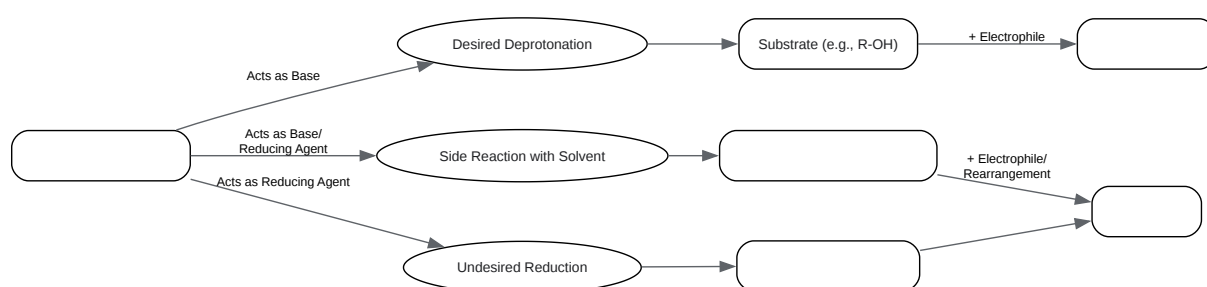 Desired Deprotonation
Substrate (e.g., R-OH)
+ Electrophile
Acts as Base
Acts as Base/
Reducing Agent
Side Reaction with Solvent
+ Electrophile/
Rearrangement
Acts as Reducing Agent
Undesired Reduction